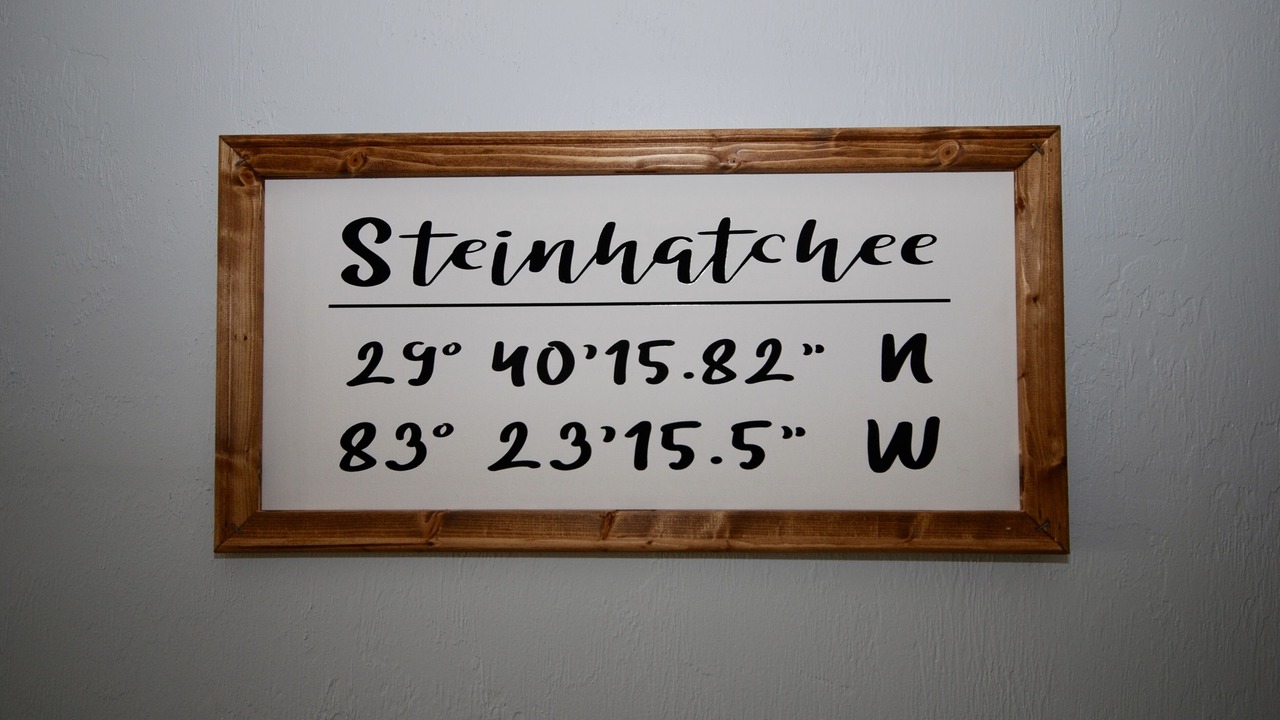 Steinhatchee
29° 40’15.82” N
83° 23’15.5” W